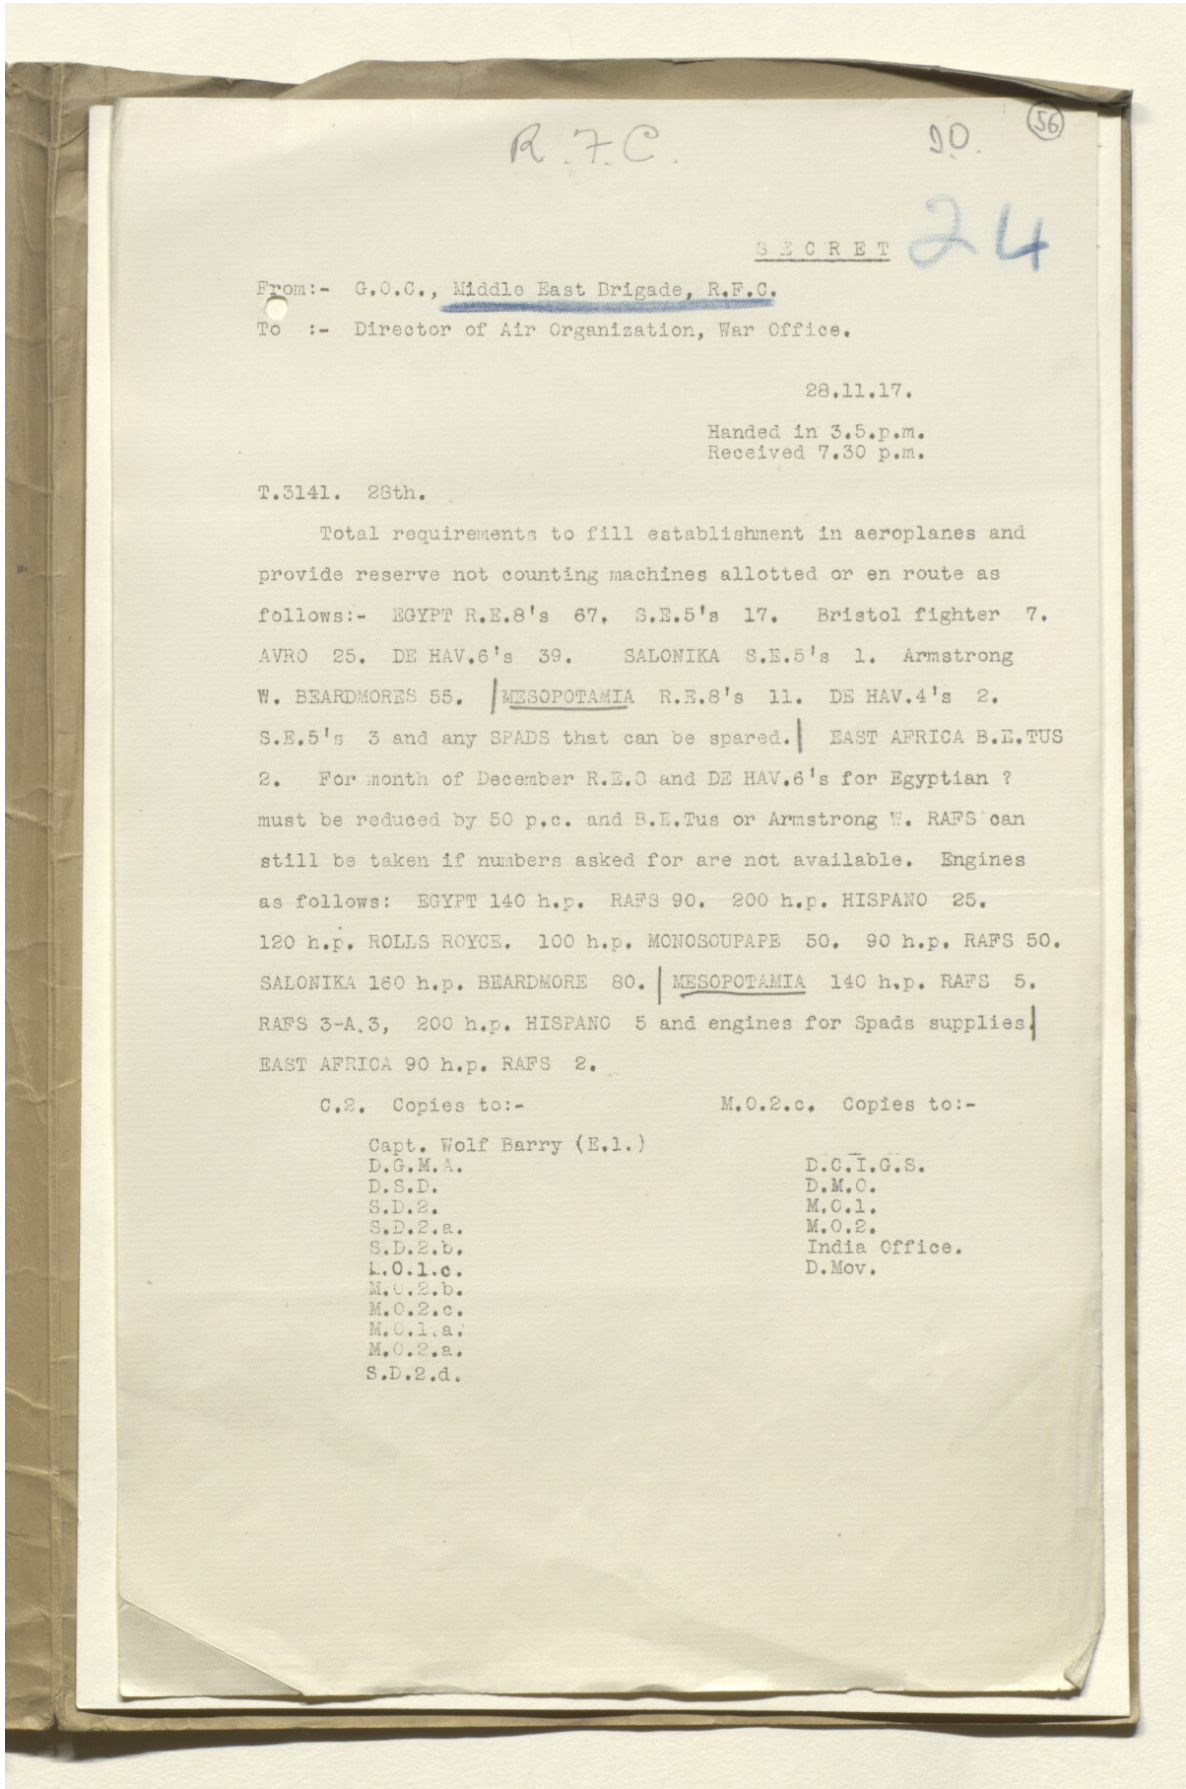 R.F.C.
56
24
SECRET
From:- G.O.C., Middle East Brigade, R.F.C.
To :- Director of Air Organization, War Office.
28.11.17.
Handed in 3.5.p.m.
Received 7.30 p.m.
T.3141. 28th.
Total requirements to fill establishment in aeroplanes and
provide reserve not counting machines allotted or en route as
follows:- EGYPT R.E.8's 67. S.E.5's 17. Bristol fighter 7.
AVRO 25. DE HAV.6's 39. SALONIKA S.E.5's 1. Armstrong
W. BEARDMORES 55. MESOPOTAMIA R.E.8's 11. DE HAV.4's 2.
S.E.5's 3 and any SPADS that can be spared. EAST AFRICA B.E.TUS
2. For month of December R.E.8 and DE HAV.6's for Egyptian ?
must be reduced by 50 p.c. and B.E.Tus or Armstrong W. RAFS can
still be taken if numbers asked for are not available. Engines
as follows: EGYPT 140 h.p. RAFS 90. 200 h.p. HISPANO 25.
120 h.p. ROLLS ROYCE. 100 h.p. MONOSOUPAPE 50. 90 h.p. RAFS 50.
SALONIKA 160 h.p. BEARDMORE 80. MESOPOTAMIA 140 h.p. RAFS 5.
RAFS 3-A.3, 200 h.p. HISPANO 5 and engines for Spads supplies.
EAST AFRICA 90 h.p. RAFS 2.
C.2. Copies to:-
Capt. Wolf Barry (E.1.)
D.G.M.A.
D.S.D.
S.D.2.
S.D.2.a.
S.D.2.b.
M.O.2.b.
M.O.2.c.
M.O.1.a.
M.O.2.a.
S.D.2.d.
M.O.2.c. Copies to:-
D.C.I.G.S.
D.M.O.
M.O.1.
M.O.2.
India Office.
D.Mov.